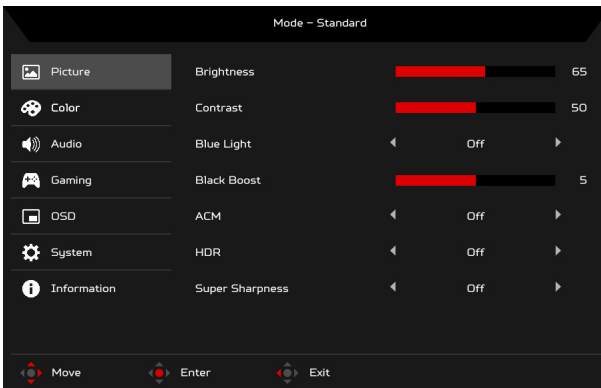 Mode – Standard
Picture Brightness 65
Color Contrast 50
Audio Blue Light Off
Gaming Black Boost 5
OSD ACM Off
System HDR Off
Information Super Sharpness Off
Move Enter Exit